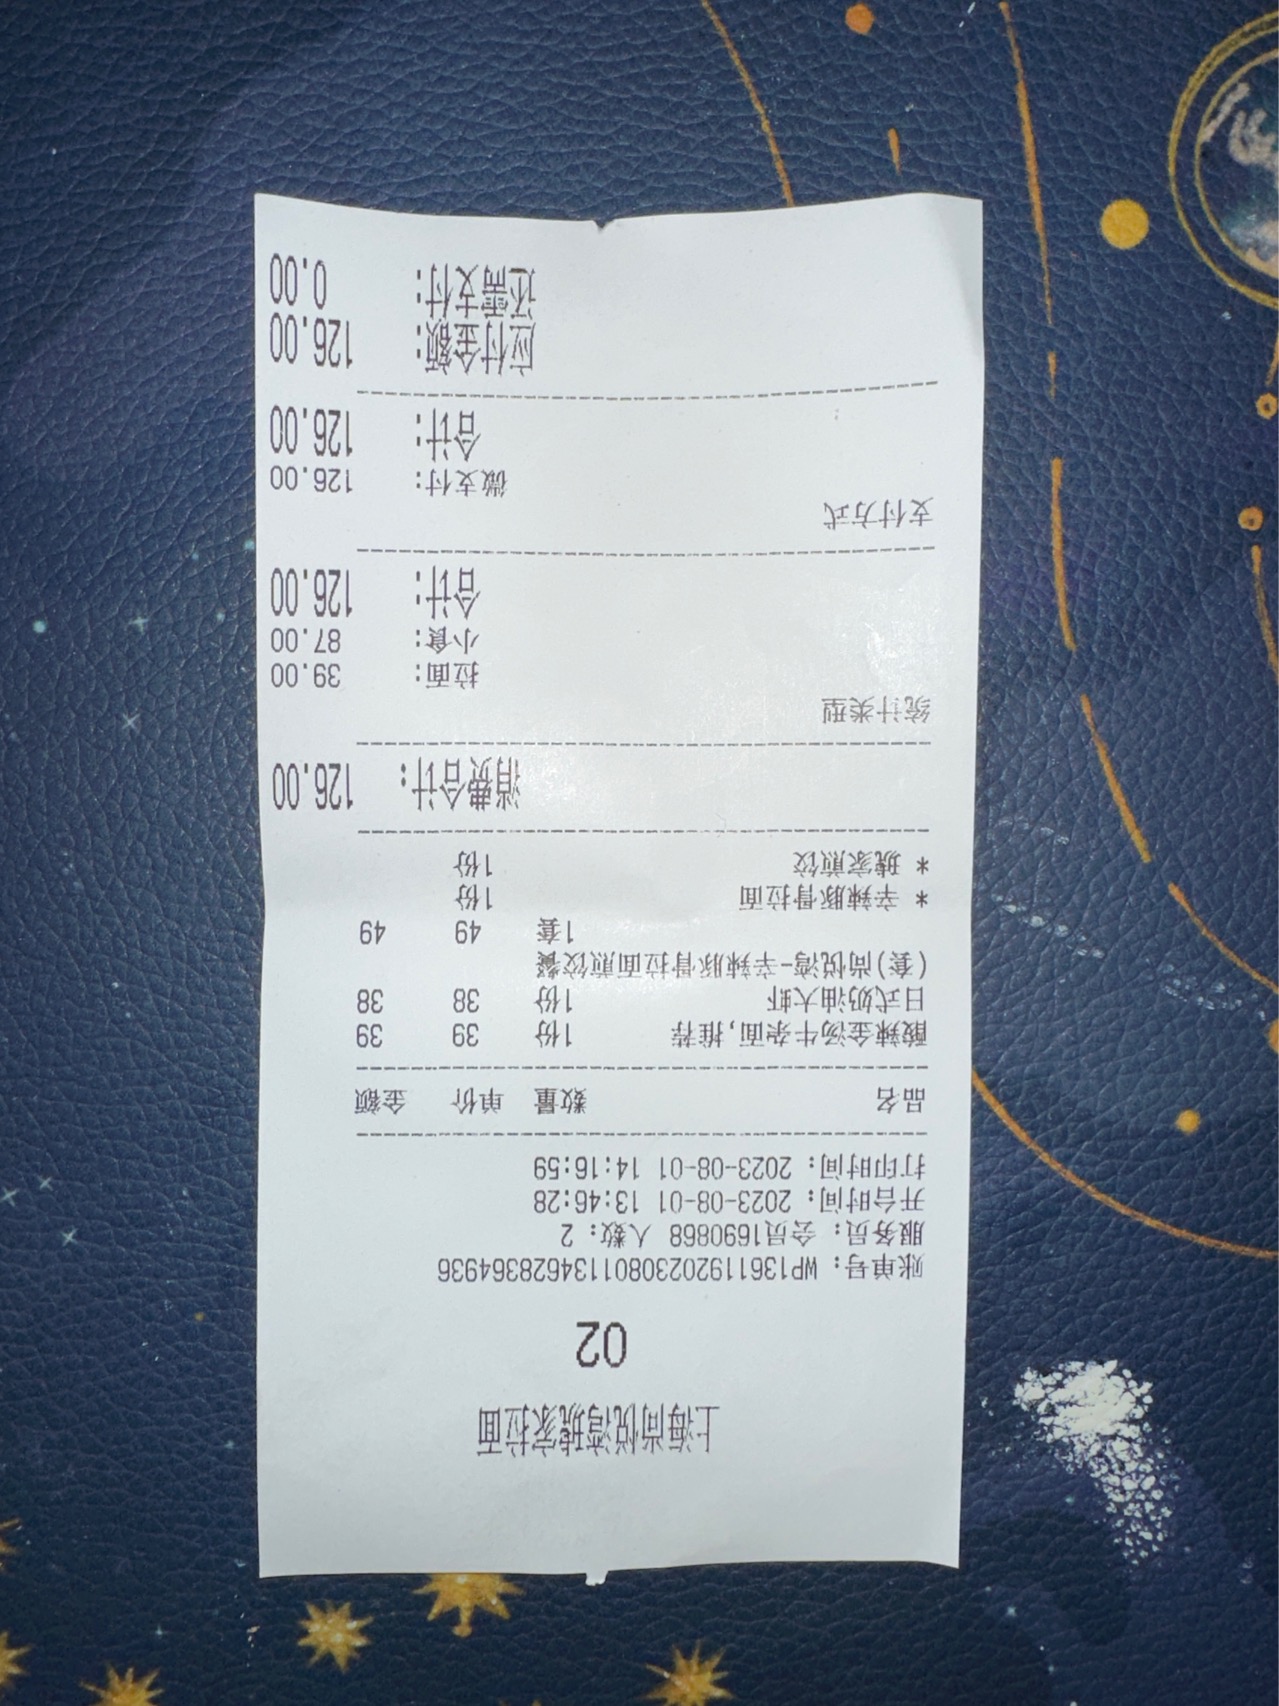 上海尚悦湾琥家拉面
02
账单号: WP13611920230801134628364936
服务员: 会员1690868 人数: 2
开台时间: 2023-08-01 13:46:28
打印时间: 2023-08-01 14:16:59
品名 数量 单价 金额
酸辣金汤牛杂面,推荐 1份 39 39
日式奶油大虾 1份 38 38
(套)尚悦湾-辛辣豚骨拉面煎饺餐
1套 49 49
* 辛辣豚骨拉面 1份
* 琥家煎饺 1份
消费合计: 126.00
统计类型
拉面: 39.00
小食: 87.00
合计: 126.00
支付方式
微支付: 126.00
合计: 126.00
应付金额: 126.00
还需支付: 0.00